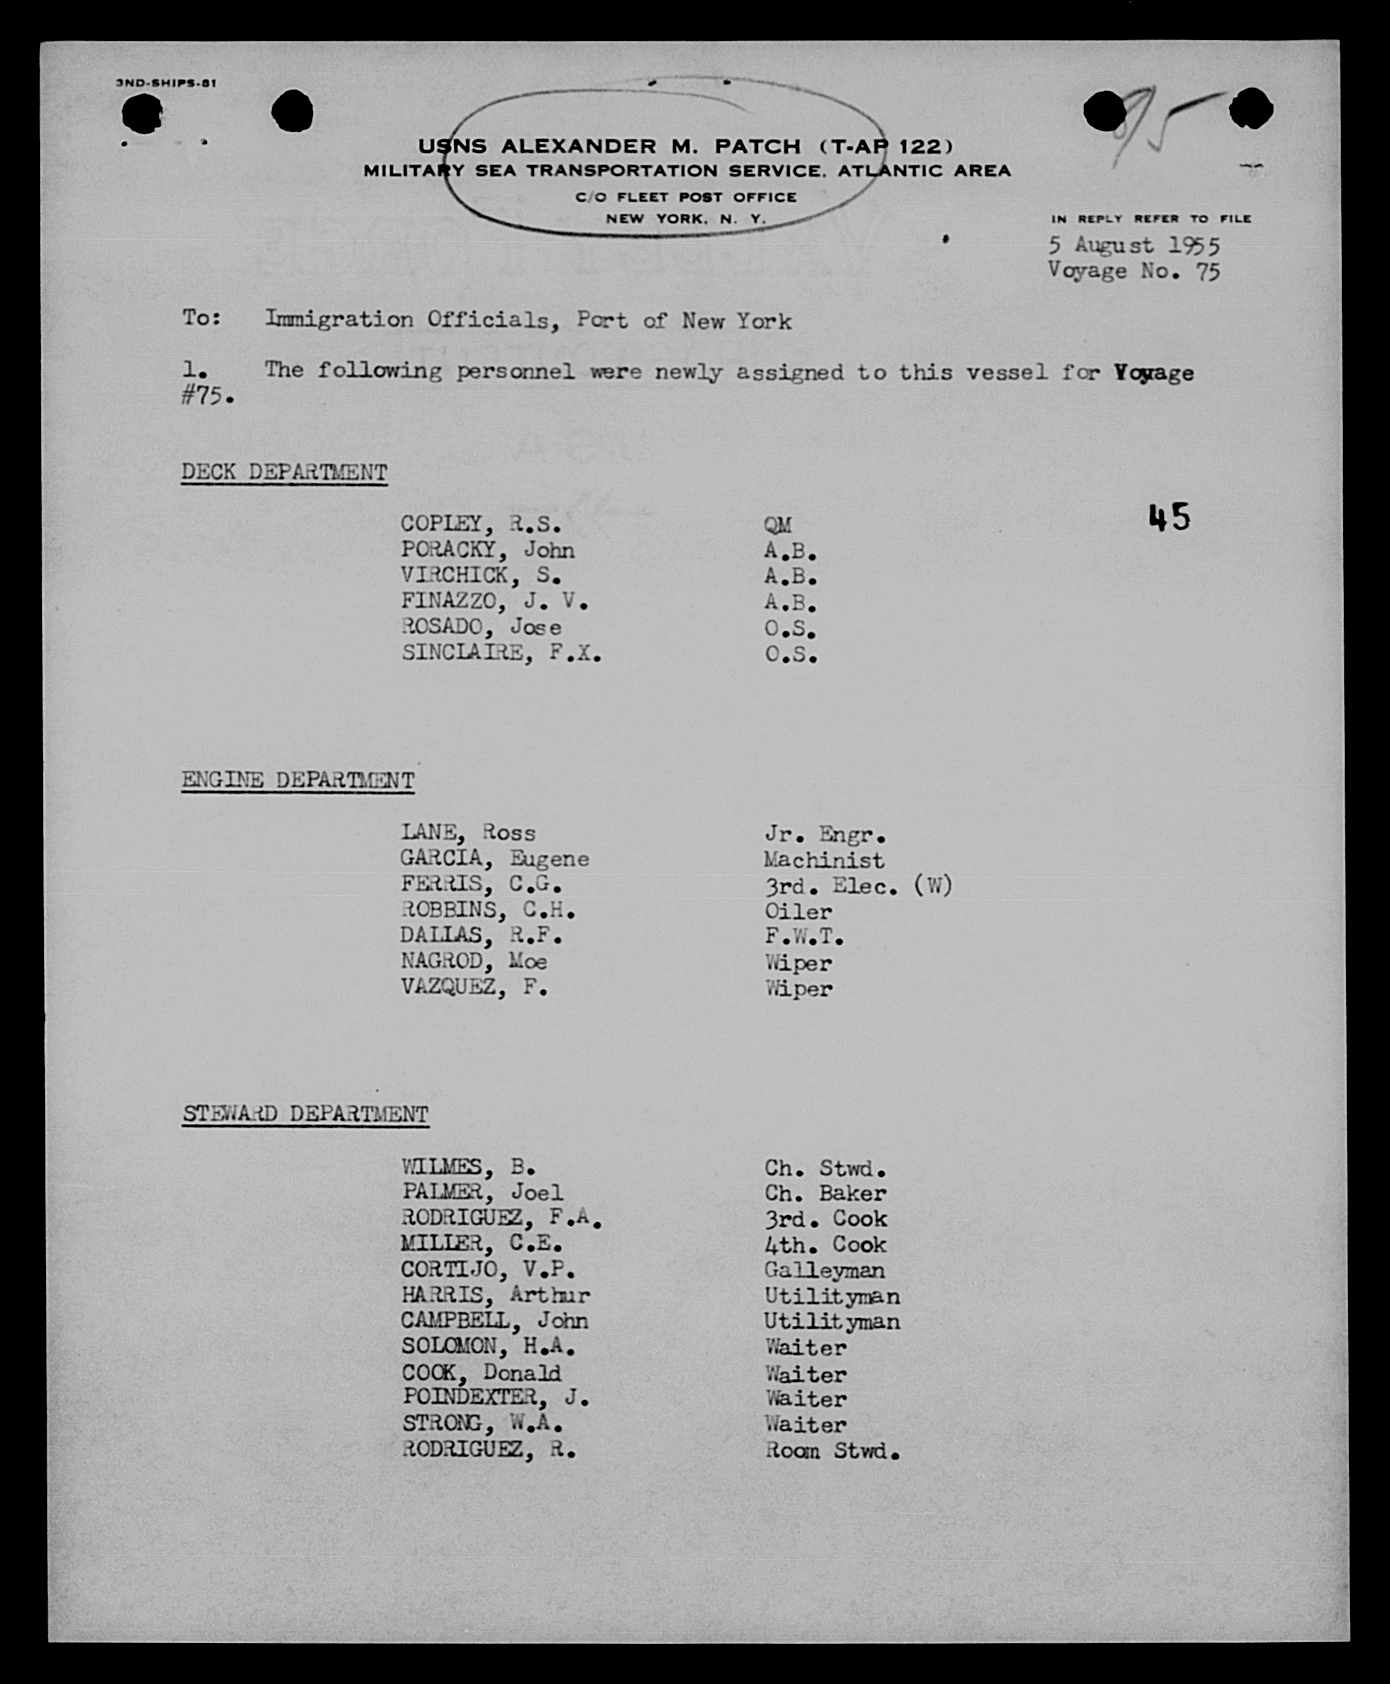 3ND-SHIPS-81
USNS ALEXANDER M. PATCH (T-AP 122)
MILITARY SEA TRANSPORTATION SERVICE, ATLANTIC AREA
C/O FLEET POST OFFICE
NEW YORK, N. Y.
IN REPLY REFER TO FILE
5 August 1955
Voyage No. 75
To: Immigration Officials, Port of New York
1. The following personnel were newly assigned to this vessel for Voyage
#75.
DECK DEPARTMENT
45
COPLEY, R.S. QM
PORACKY, John A.B.
VIRCHICK, S. A.B.
FINAZZO, J. V. A.B.
ROSADO, Jose O.S.
SINCLAIRE, F.X. O.S.
ENGINE DEPARTMENT
LANE, Ross Jr. Engr.
GARCIA, Eugene Machinist
FERRIS, C.G. 3rd. Elec. (W)
ROBBINS, C.H. Oiler
DALLAS, R.F. F.W.T.
NAGROD, Moe Wiper
VAZQUEZ, F. Wiper
STEWARD DEPARTMENT
WILMES, B. Ch. Stwd.
PALMER, Joel Ch. Baker
RODRIGUEZ, F.A. 3rd. Cook
MILLER, C.E. 4th. Cook
CORTIJO, V.P. Galleyman
HARRIS, Arthur Utilityman
CAMPBELL, John Utilityman
SOLOMON, H.A. Waiter
COOK, Donald Waiter
POINDEXTER, J. Waiter
STRONG, W.A. Waiter
RODRIGUEZ, R. Room Stwd.